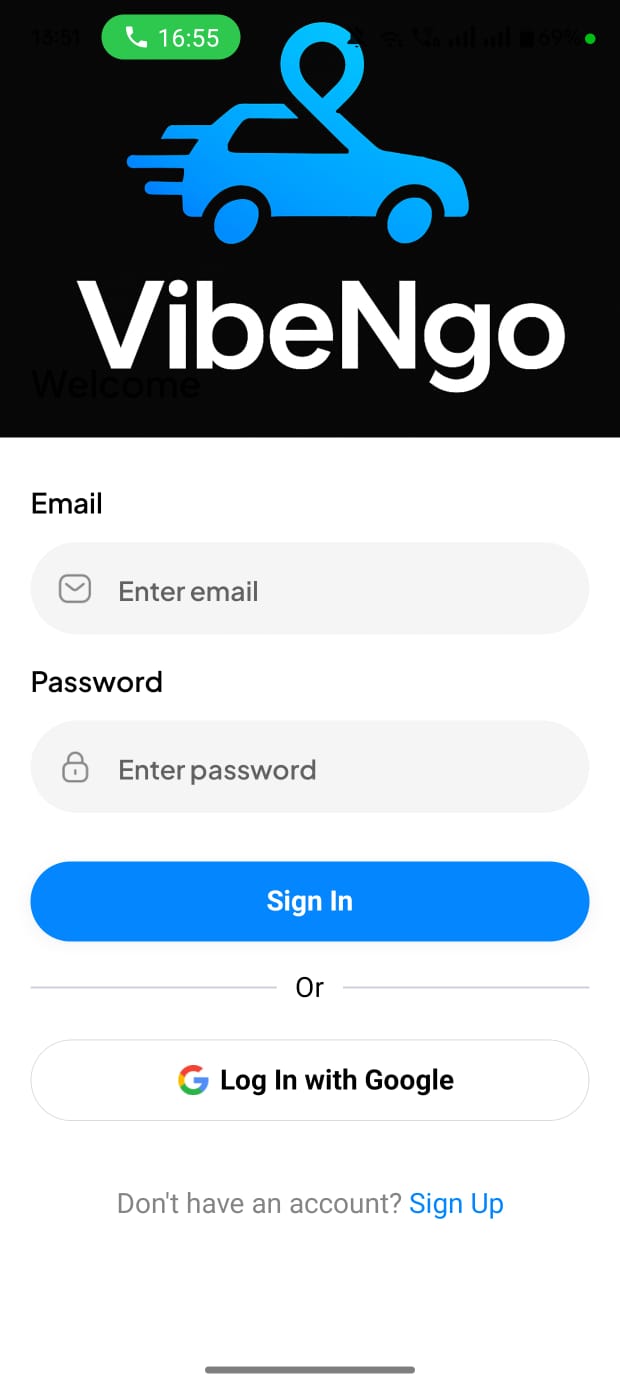 13:51 16:55 69%
VibeNgo
Welcome
Email
Enter email
Password
Enter password
Sign In
Or
Log In with Google
Don't have an account? Sign Up